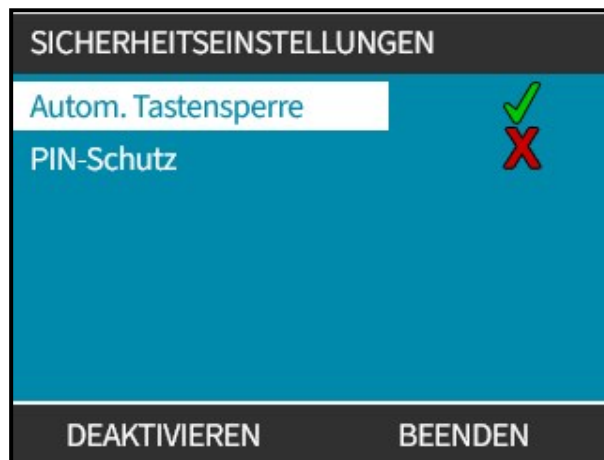 SICHERHEITSEINSTELLUNGEN
Autom. Tastensperre
PIN-Schutz
DEAKTIVIEREN BEENDEN